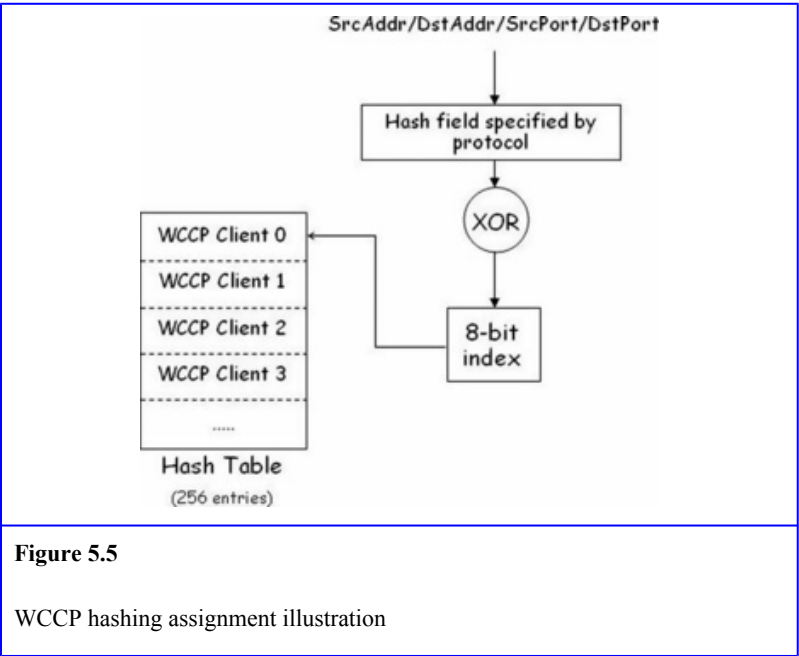 SrcAddr/DstAddr/SrcPort/DstPort
Hash field specified by
protocol
XOR
8-bit
index
WCCP Client 0
WCCP Client 1
WCCP Client 2
WCCP Client 3
.....
Hash Table
(256 entries)
Figure 5.5
WCCP hashing assignment illustration